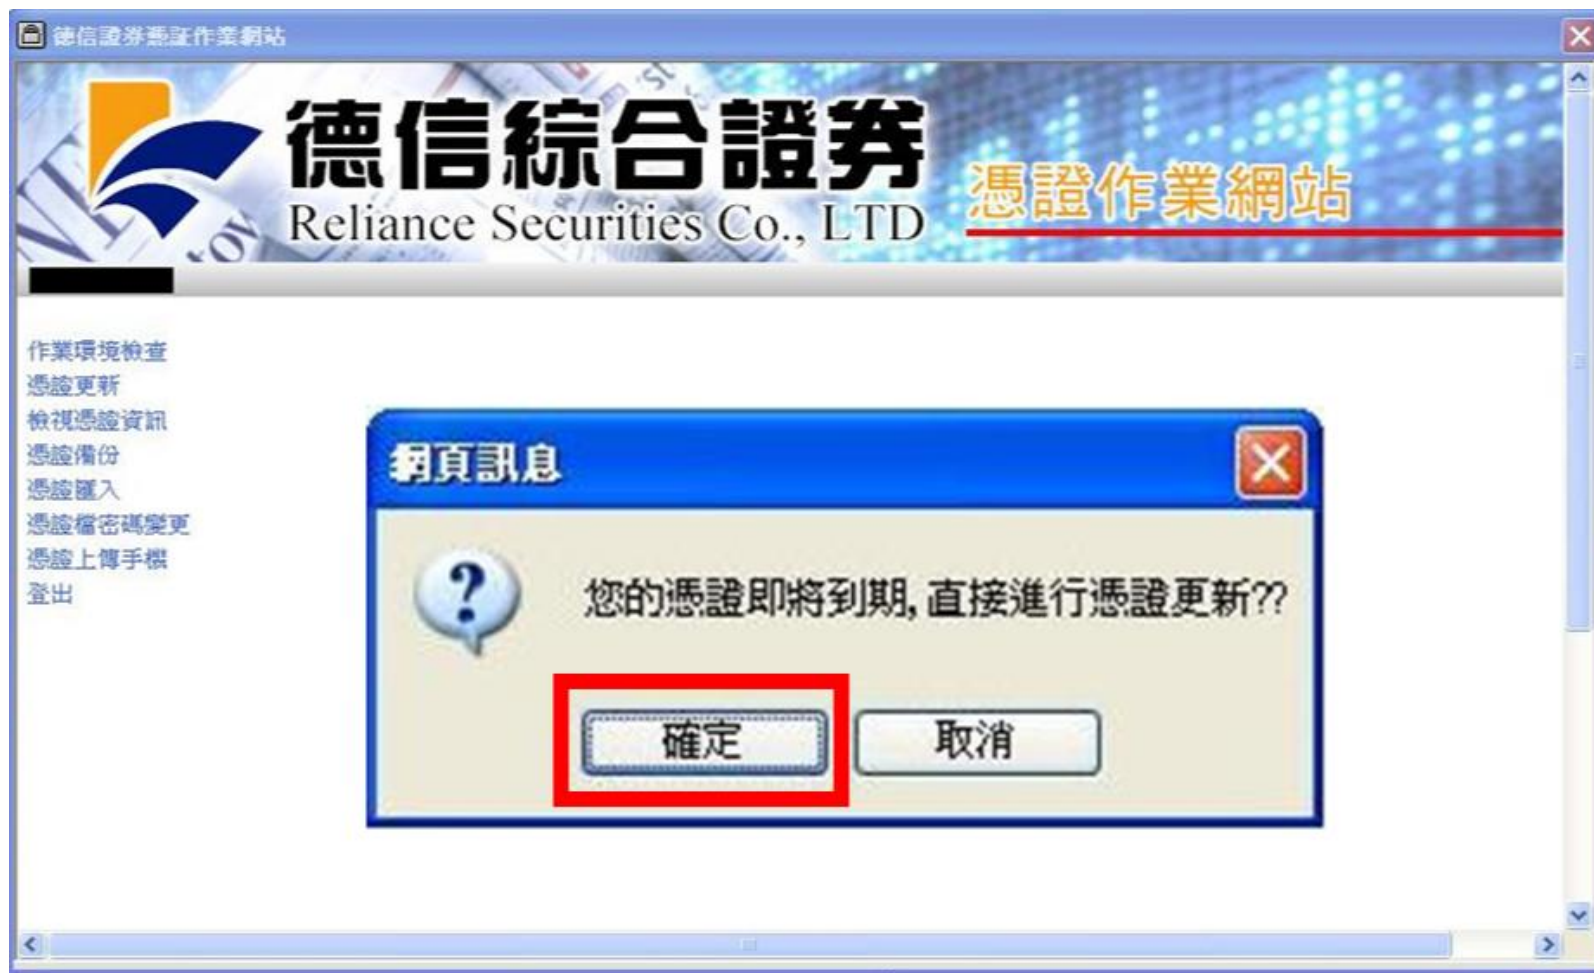 德信證券憑証作業網站
德信綜合證券
Reliance Securities Co., LTD
憑證作業網站
作業環境檢查
憑證更新
檢視憑證資訊
憑證備份
憑證匯入
憑證檔密碼變更
憑證上傳手機
登出
網頁訊息
您的憑證即將到期, 直接進行憑證更新??
確定
取消